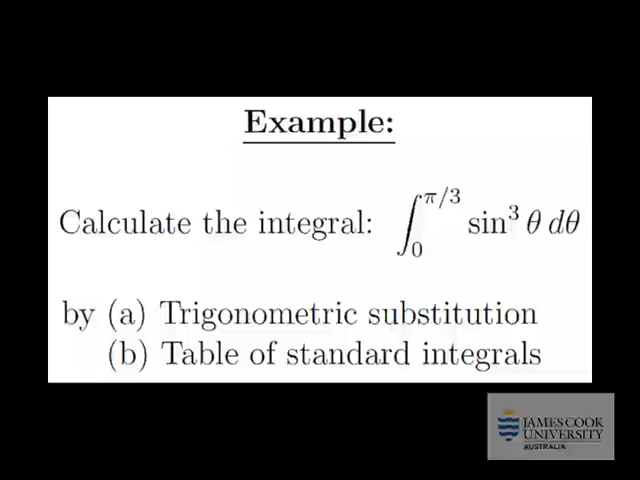 Example:
Calculate the integral: ∫₀^{π/3} sin³ θ dθ
by (a) Trigonometric substitution
(b) Table of standard integrals
JAMES COOK
UNIVERSITY
AUSTRALIA